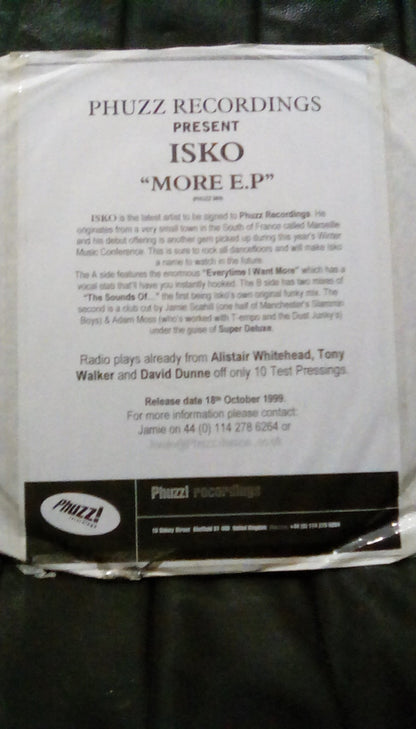 PHUZZ RECORDINGS
PRESENT
ISKO
“MORE E.P”
ISKO is the latest artist to be signed to Phuzz Recordings. He
originates from a very small town in the South of France called Marseille
and his debut offering is another gem picked up during this year's Winter
Music Conference. This is sure to rock all dancefloors and will make Isko
a name to watch in the future.
The A side features the enormous "Everytime I Want More" which has a
vocal stab that'll have you instantly hooked. The B side has two mixes of
"The Sounds Of..." the first being Isko's own original funky mix. The
second is a club cut by Jamie Scahill (one half of Manchester's Slammin
Boys) & Adam Moss (who's worked with T-empo and the Dust Junky's)
under the guise of Super Deluxe.
Radio plays already from Alistair Whitehead, Tony
Walker and David Dunne off only 10 Test Pressings.
Release date 18th October 1999.
For more information please contact:
Jamie on 44 (0) 114 278 6264 or
Phuzz!
recordings
Phuzz! recordings
Street Sheffield United Kingdom